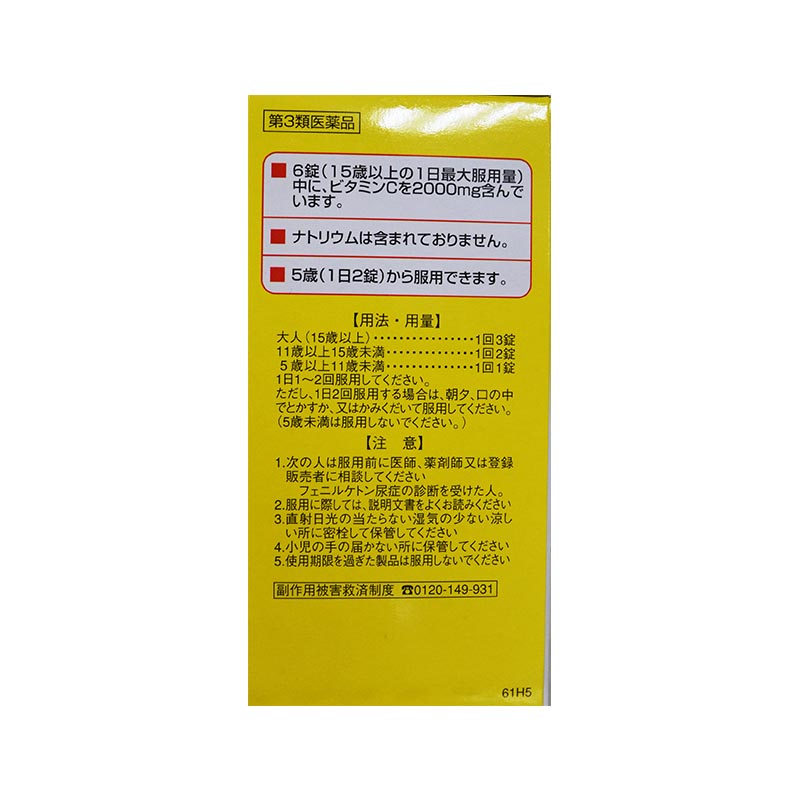 第3類医薬品
■ 6錠(15歳以上の1日最大服用量)
中に、ビタミンCを2000mg含んで
います。
■ ナトリウムは含まれておりません。
■ 5歳(1日2錠)から服用できます。
【用法・用量】
大人(15歳以上)・・・・・・・・・・・・・・・・1回3錠
11歳以上15歳未満・・・・・・・・・・・・・・1回2錠
5歳以上11歳未満・・・・・・・・・・・・・・1回1錠
1日1~2回服用してください。
ただし、1日2回服用する場合は、朝夕、口の中
でとかすか、又はかみくだいて服用してください。
(5歳未満は服用しないでください。)
【注 意】
1.次の人は服用前に医師、薬剤師又は登録
販売者に相談してください
フェニルケトン尿症の診断を受けた人。
2.服用に際しては、説明文書をよくお読みください
3.直射日光の当たらない湿気の少ない涼し
い所に密栓して保管してください
4.小児の手の届かない所に保管してください
5.使用期限を過ぎた製品は服用しないでください
副作用被害救済制度 ☎0120-149-931
61H5